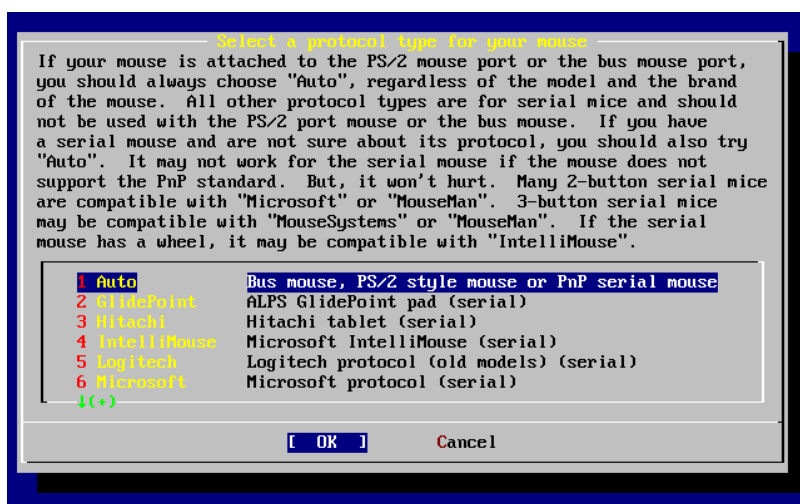 Select a protocol type for your mouse
If your mouse is attached to the PS/2 mouse port or the bus mouse port,
you should always choose "Auto", regardless of the model and the brand
of the mouse.  All other protocol types are for serial mice and should
not be used with the PS/2 port mouse or the bus mouse.  If you have
a serial mouse and are not sure about its protocol, you should also try
"Auto".  It may not work for the serial mouse if the mouse does not
support the PnP standard.  But, it won't hurt.  Many 2-button serial mice
are compatible with "Microsoft" or "MouseMan".  3-button serial mice
may be compatible with "MouseSystems" or "MouseMan".  If the serial
mouse has a wheel, it may be compatible with "IntelliMouse".
1 Auto Bus mouse, PS/2 style mouse or PnP serial mouse
2 GlidePoint ALPS GlidePoint pad (serial)
3 Hitachi Hitachi tablet (serial)
4 IntelliMouse Microsoft IntelliMouse (serial)
5 Logitech Logitech protocol (old models) (serial)
6 Microsoft Microsoft protocol (serial)
↓(+)
[ OK ] Cancel